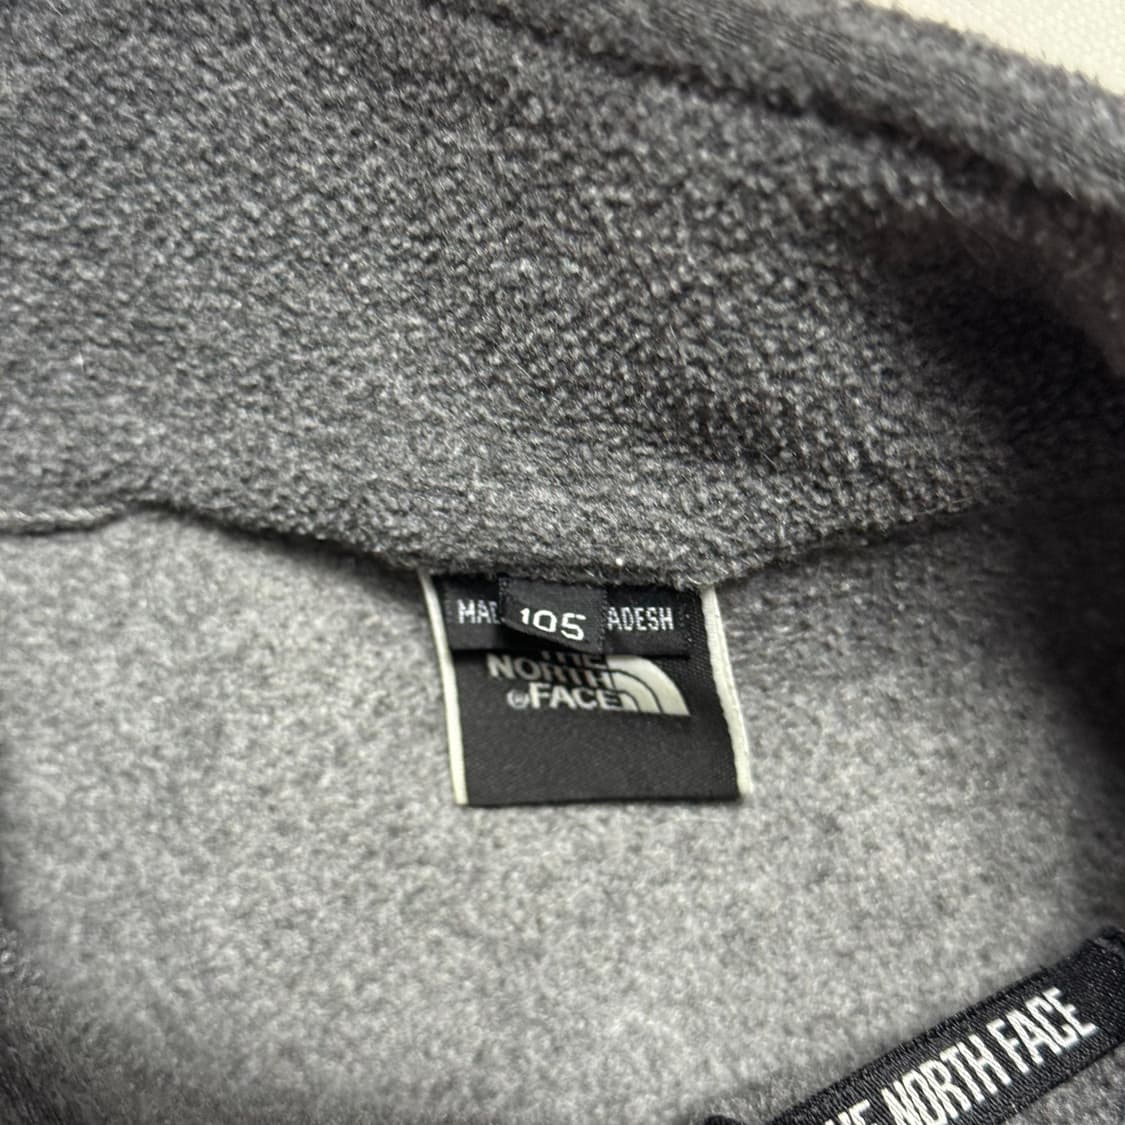 MAD
105
ADESH
THE
NORTH
FACE
THE NORTH FACE